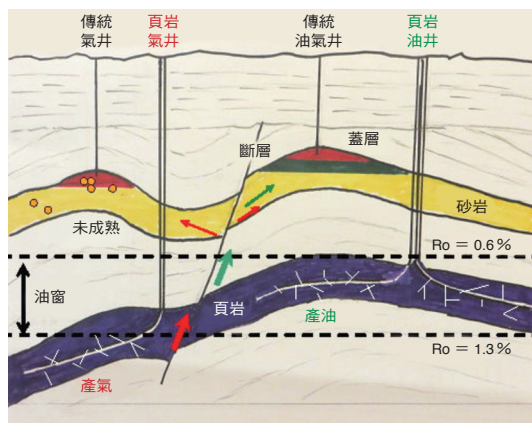 傳統
氣井
頁岩
氣井
傳統
油氣井
頁岩
油井
斷層
蓋層
未成熟
砂岩
Ro = 0.6%
油窗
頁岩
產油
Ro = 1.3%
產氣